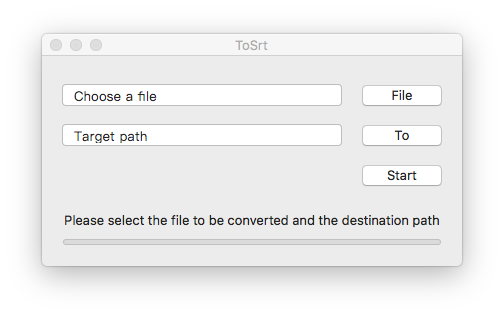 ToSrt
Choose a file
File
Target path
To
Start
Please select the file to be converted and the destination path